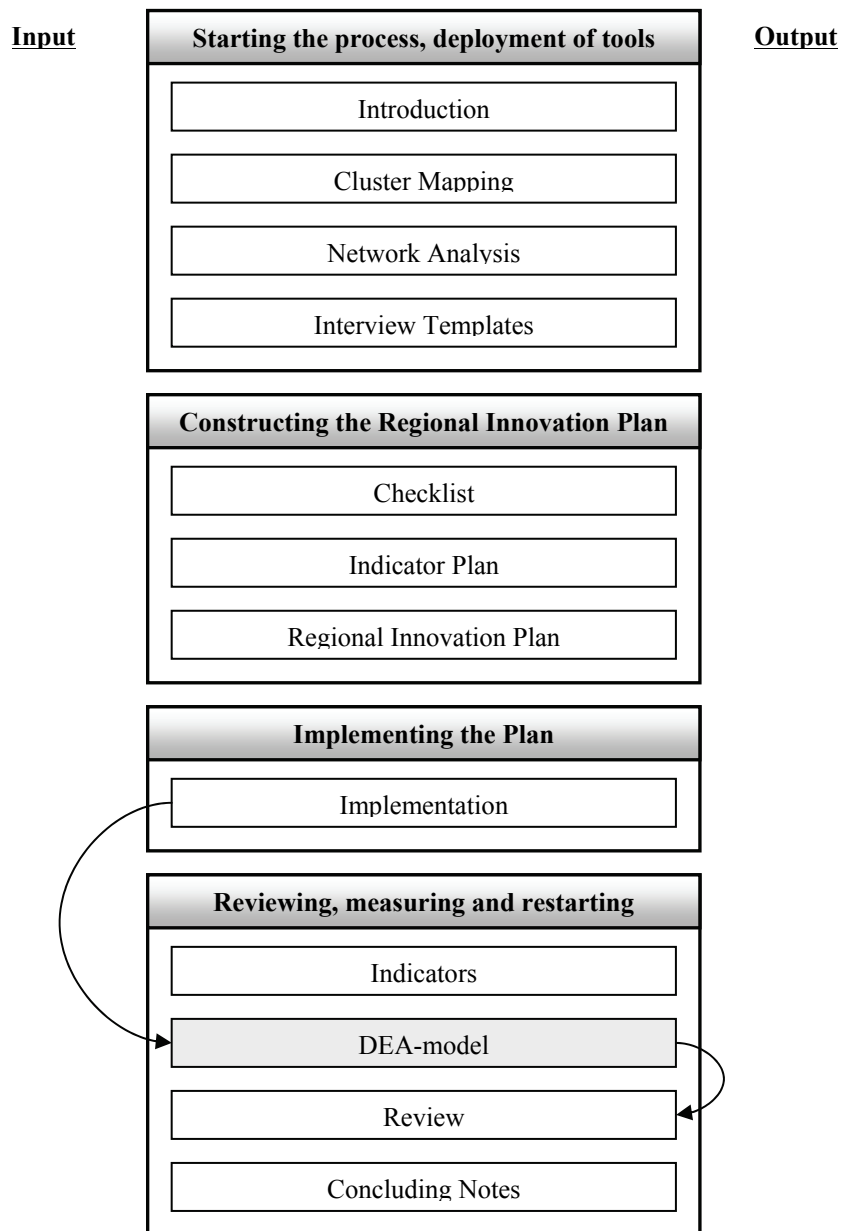 Input
Starting the process, deployment of tools
Output
Introduction
Cluster Mapping
Network Analysis
Interview Templates
Constructing the Regional Innovation Plan
Checklist
Indicator Plan
Regional Innovation Plan
Implementing the Plan
Implementation
Reviewing, measuring and restarting
Indicators
DEA-model
Review
Concluding Notes